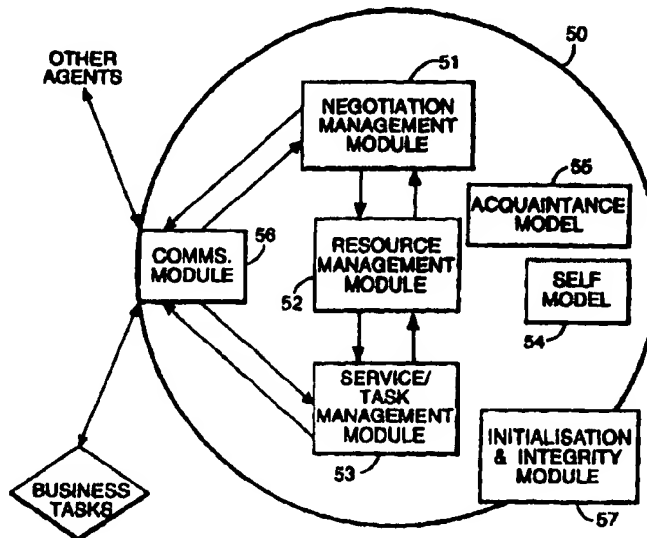 OTHER
AGENTS
50
51
NEGOTIATION
MANAGEMENT
MODULE
55
ACQUAINTANCE
MODEL
COMMS.
MODULE
56
RESOURCE
MANAGEMENT
MODULE
52
SELF
MODEL
54
SERVICE/
TASK
MANAGEMENT
MODULE
53
INITIALISATION
& INTEGRITY
MODULE
57
BUSINESS
TASKS